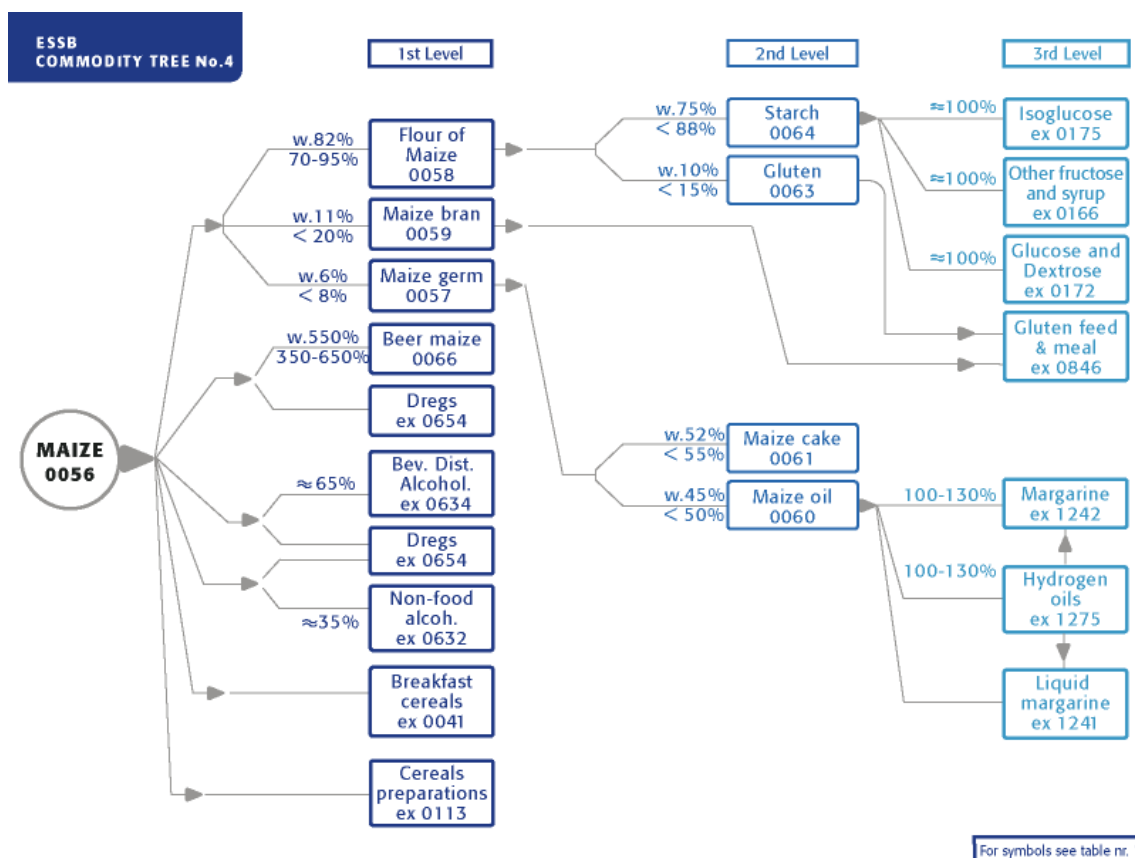 ESSB
COMMODITY TREE No.4
1st Level
2nd Level
3rd Level
w.82%
70-95%
Flour of
Maize
0058
w.75%
< 88%
Starch
0064
≈100%
Isoglucose
ex 0175
w.10%
< 15%
Gluten
0063
≈100%
Other fructose
and syrup
ex 0166
w.11%
< 20%
Maize bran
0059
≈100%
Glucose and
Dextrose
ex 0172
w.6%
< 8%
Maize germ
0057
Gluten feed
& meal
ex 0846
w.550%
350-650%
Beer maize
0066
Dregs
ex 0654
MAIZE
0056
w.52%
< 55%
Maize cake
0061
≈65%
Bev. Dist.
Alcohol.
ex 0634
w.45%
< 50%
Maize oil
0060
100-130%
Margarine
ex 1242
Dregs
ex 0654
100-130%
Hydrogen
oils
ex 1275
≈35%
Non-food
alcoh.
ex 0632
Breakfast
cereals
ex 0041
Liquid
margarine
ex 1241
Cereals
preparations
ex 0113
For symbols see table nr.